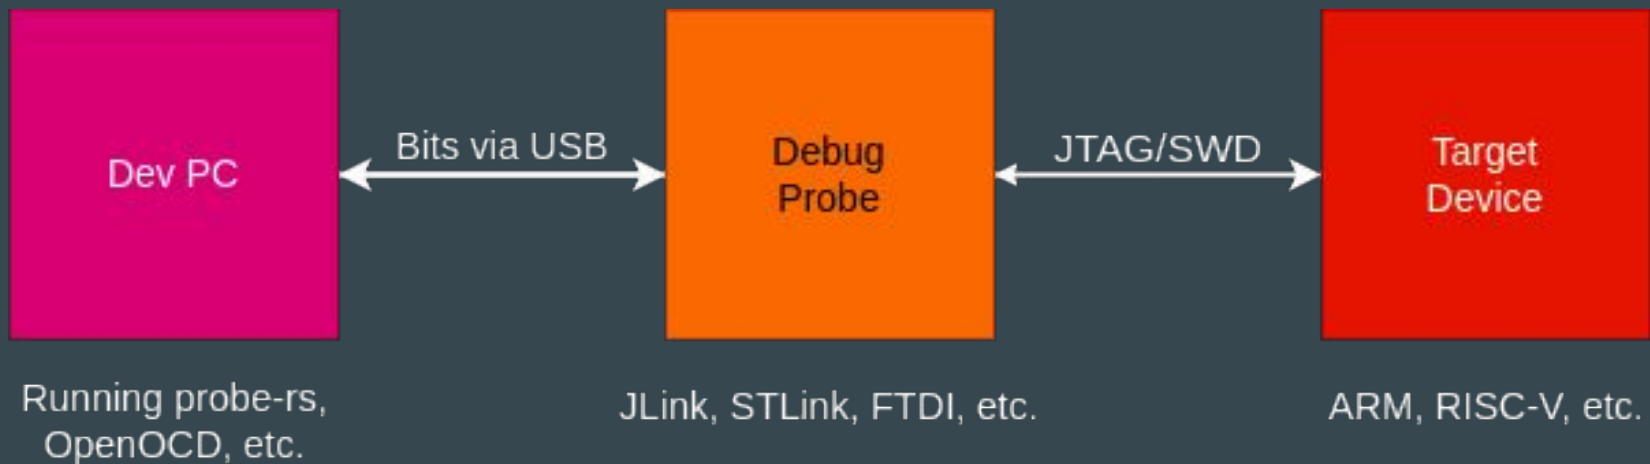 Dev PC
Bits via USB
Debug
Probe
JTAG/SWD
Target
Device
Running probe-rs,
OpenOCD, etc.
JLink, STLink, FTDI, etc.
ARM, RISC-V, etc.